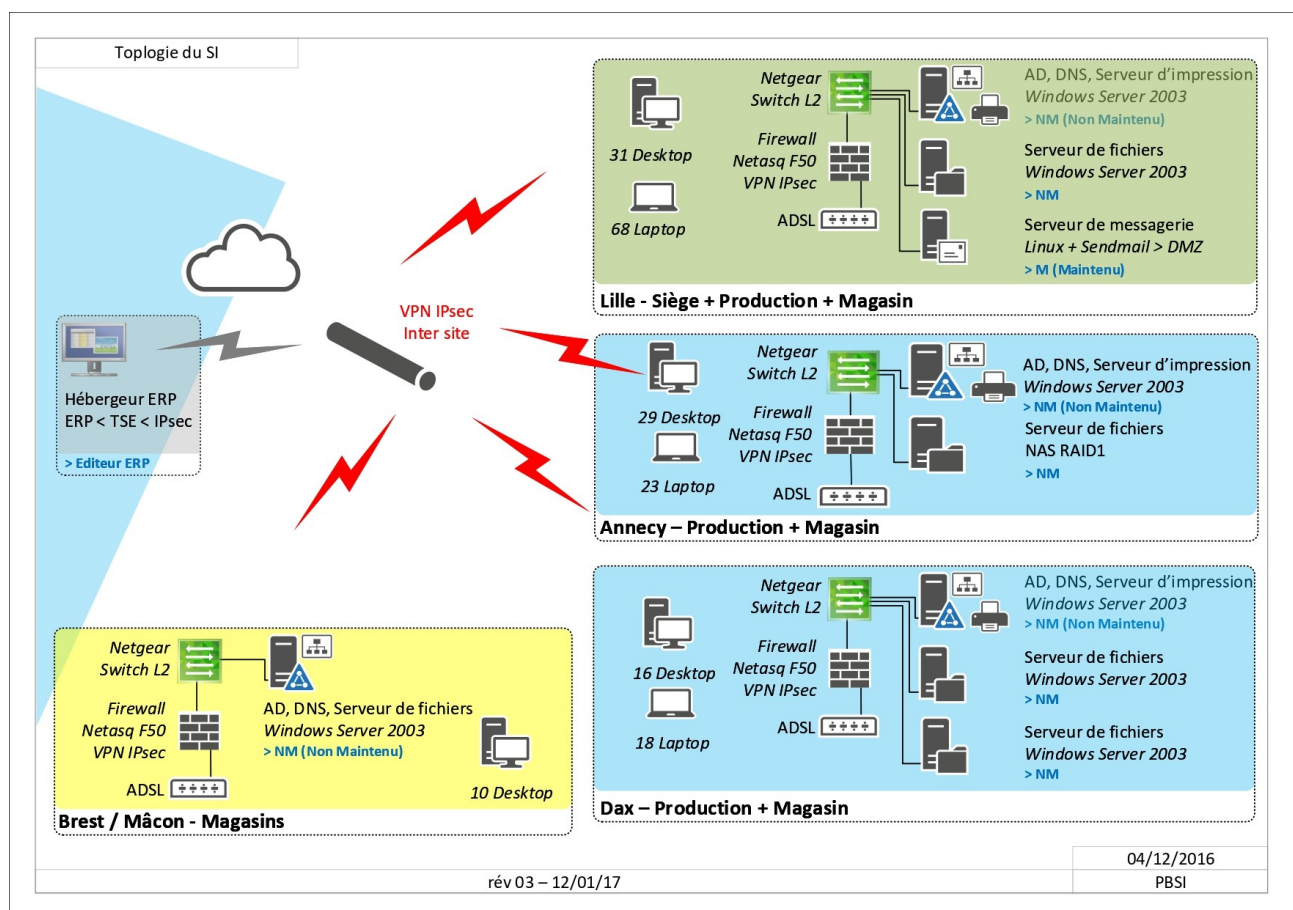 Toplogie du SI
Netgear
Switch L2
Firewall
Netasq F50
VPN IPsec
ADSL
31 Desktop
68 Laptop
AD, DNS, Serveur d'impression
Windows Server 2003
> NM (Non Maintenu)
Serveur de fichiers
Windows Server 2003
> NM
Serveur de messagerie
Linux + Sendmail > DMZ
> M (Maintenu)
Lille - Siège + Production + Magasin
VPN IPsec
Inter site
Hébergeur ERP
ERP < TSE < IPsec
> Editeur ERP
Netgear
Switch L2
Firewall
Netasq F50
VPN IPsec
ADSL
29 Desktop
23 Laptop
AD, DNS, Serveur d'impression
Windows Server 2003
> NM (Non Maintenu)
Serveur de fichiers
NAS RAID1
> NM
Annecy – Production + Magasin
Netgear
Switch L2
Firewall
Netasq F50
VPN IPsec
ADSL
16 Desktop
18 Laptop
AD, DNS, Serveur d'impression
Windows Server 2003
> NM (Non Maintenu)
Serveur de fichiers
Windows Server 2003
> NM
Serveur de fichiers
Windows Server 2003
> NM
Dax – Production + Magasin
Netgear
Switch L2
Firewall
Netasq F50
VPN IPsec
ADSL
AD, DNS, Serveur de fichiers
Windows Server 2003
> NM (Non Maintenu)
10 Desktop
Brest / Mâcon - Magasins
04/12/2016
rév 03 – 12/01/17
PBSI